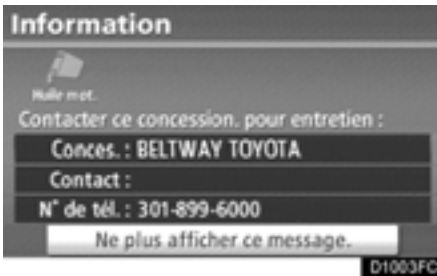 Information
Huile mot.
Contacter ce concession. pour entretien :
Conces. : BELTWAY TOYOTA
Contact :
N° de tél. : 301-899-6000
Ne plus afficher ce message.
D1003FC